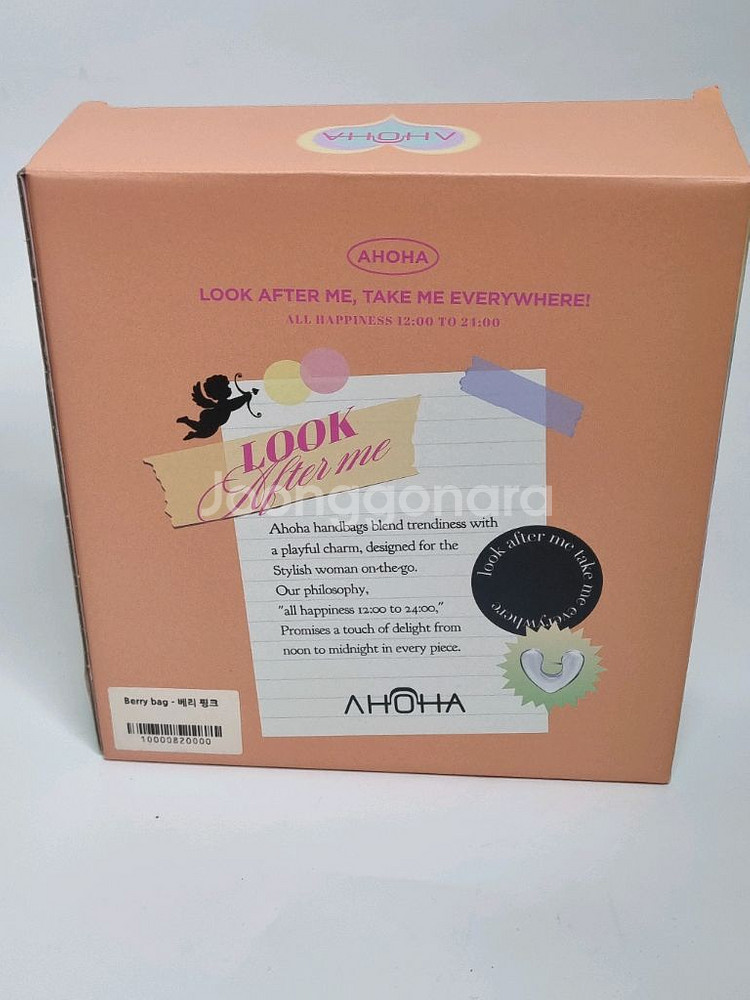 AHOHA
AHOHA
LOOK AFTER ME, TAKE ME EVERYWHERE!
ALL HAPPINESS 12:00 TO 24:00
LOOK
After me
Joonggonara
Ahoha handbags blend trendiness with
a playful charm, designed for the
Stylish woman on-the-go.
Our philosophy,
"all happiness 12:00 to 24:00,"
Promises a touch of delight from
noon to midnight in every piece.
look after me take me everywhere
AHOHA
Berry bag - 베리 핑크
10000820000